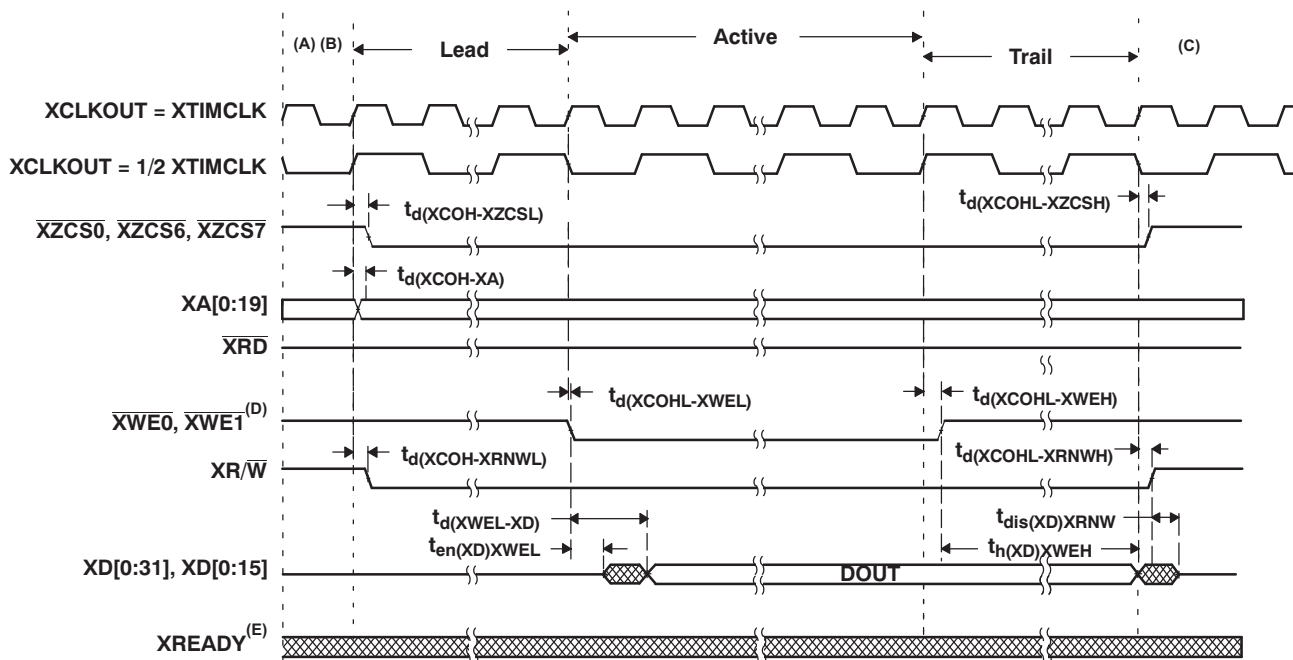 (A) (B)
Lead
Active
Trail
(C)
XCLKOUT = XTIMCLK
XCLKOUT = 1/2 XTIMCLK
td(XCOH-XZCSL)
td(XCOHL-XZCSH)
XZCS0, XZCS6, XZCS7
td(XCOH-XA)
XA[0:19]
XRD
td(XCOHL-XWEL)
td(XCOHL-XWEH)
XWE0, XWE1(D)
td(XCOH-XRNWL)
td(XCOHL-XRNWH)
XR/W
td(XWEL-XD)
tdis(XD)XRNW
ten(XD)XWEL
th(XD)XWEH
XD[0:31], XD[0:15]
DOUT
XREADY(E)